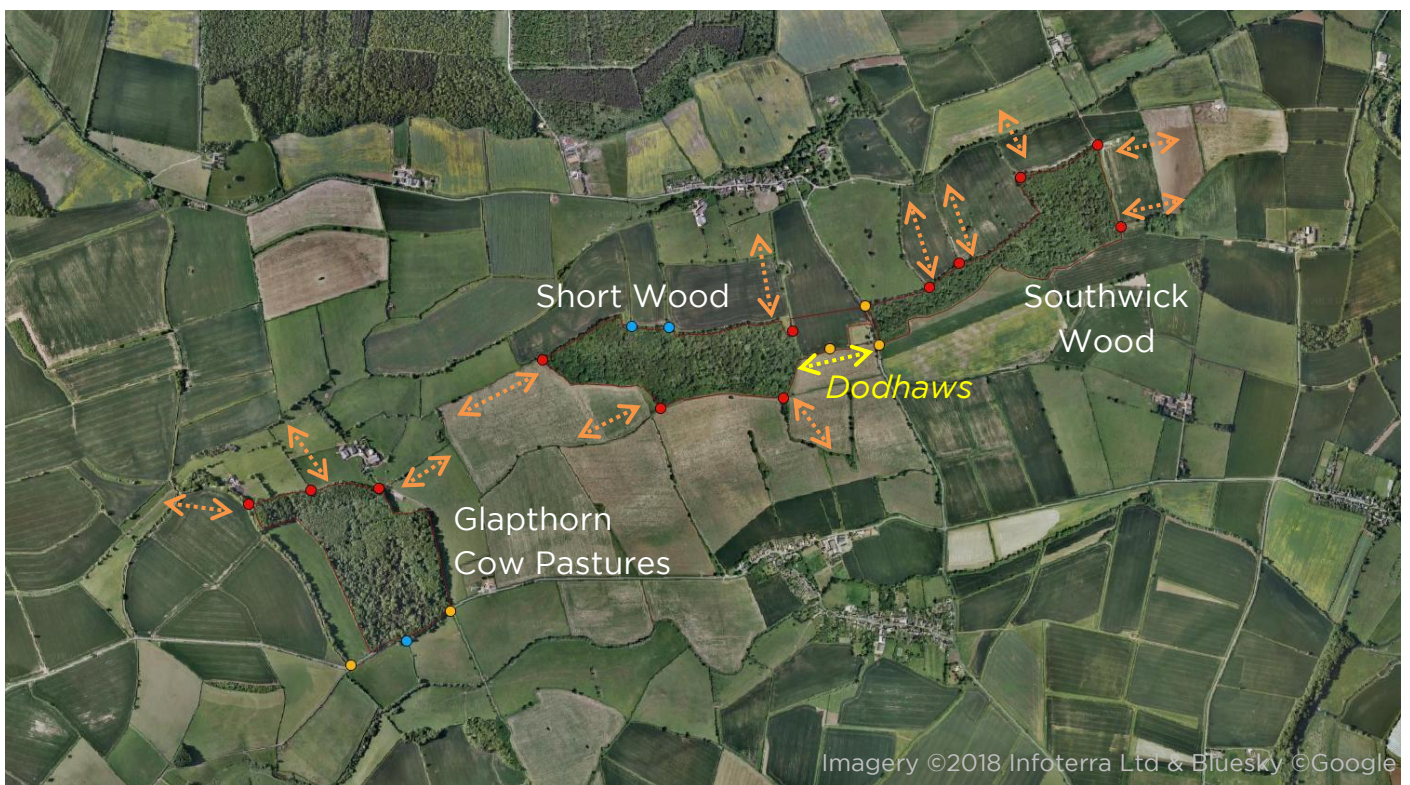 Short Wood
Southwick
Wood
Dodhaws
Glapthorn
Cow Pastures
Imagery ©2018 Infoterra Ltd & Bluesky ©Google